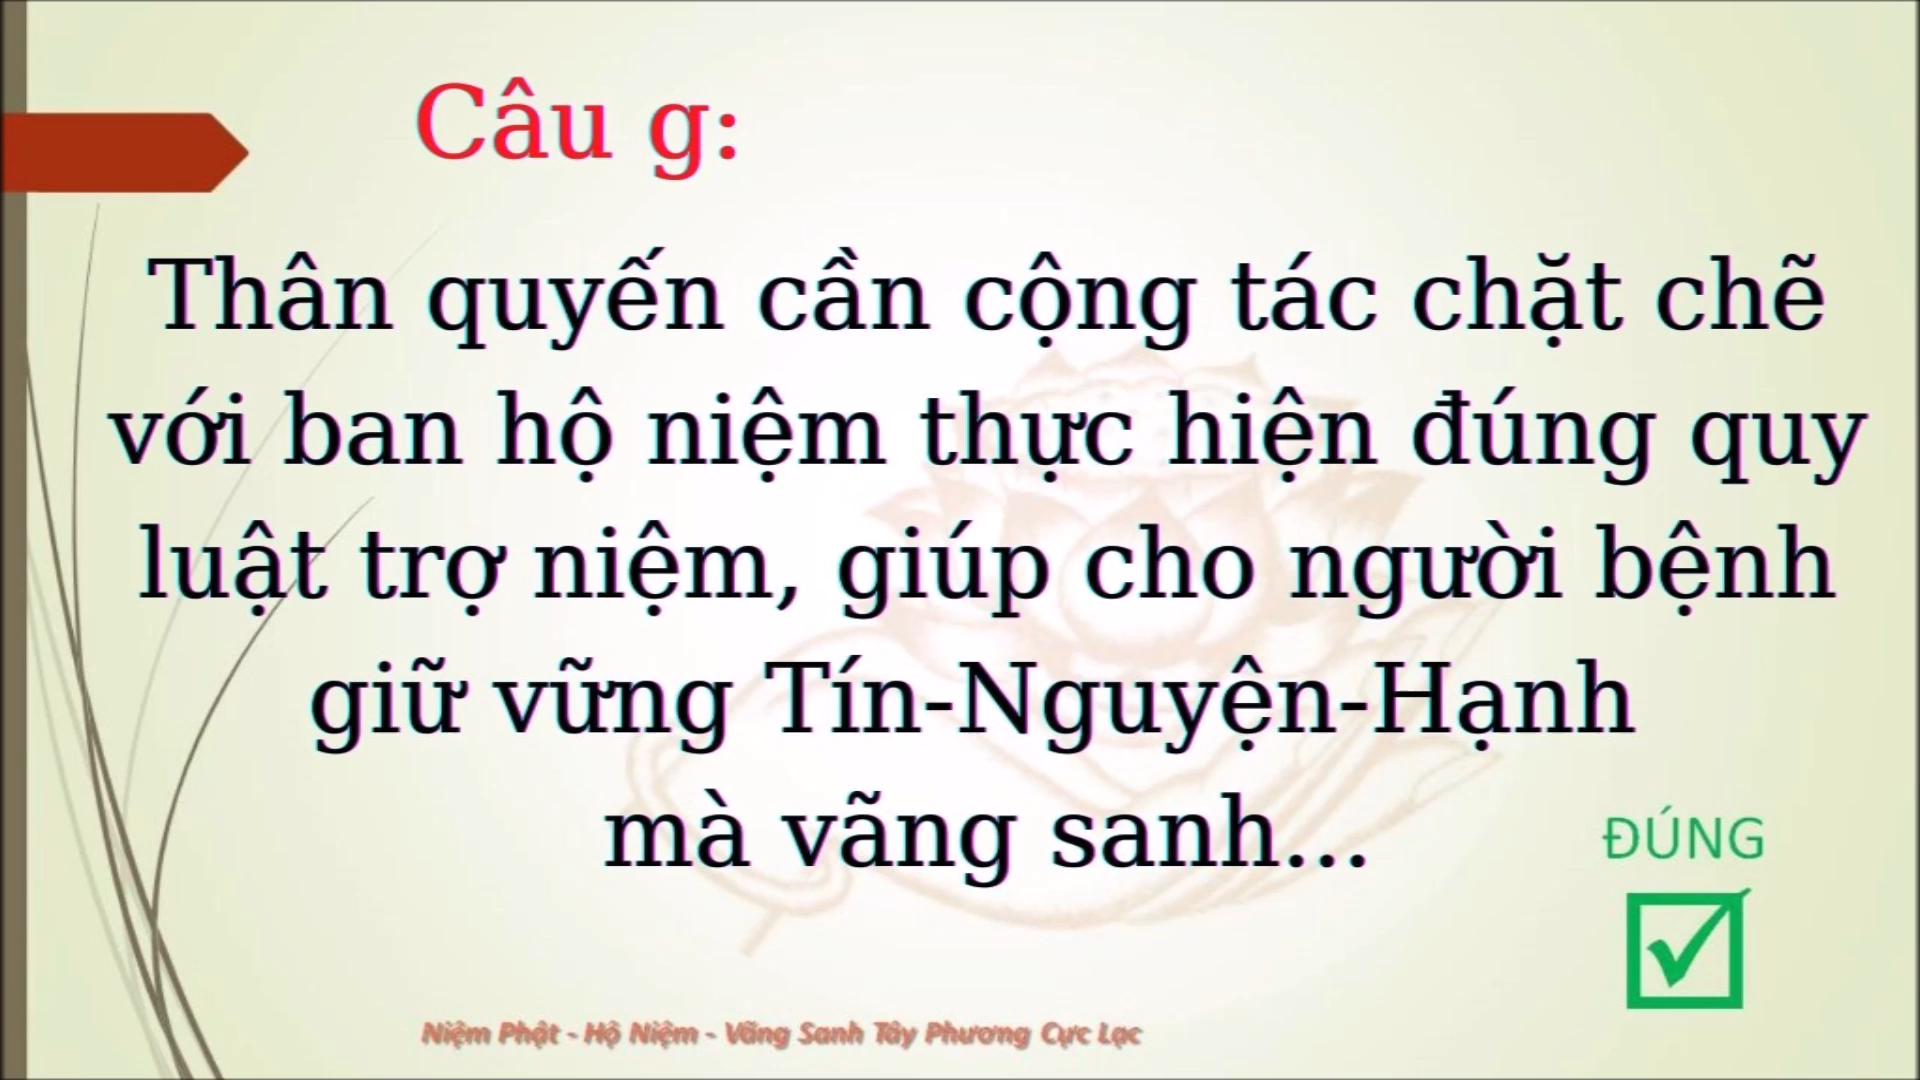 Câu g:
Thân quyến cần cộng tác chặt chẽ
với ban hộ niệm thực hiện đúng quy
luật trợ niệm, giúp cho người bệnh
giữ vững Tín-Nguyện-Hạnh
mà vãng sanh...
ĐÚNG
Niệm Phật - Hộ Niệm - Vãng Sanh Tây Phương Cực Lạc